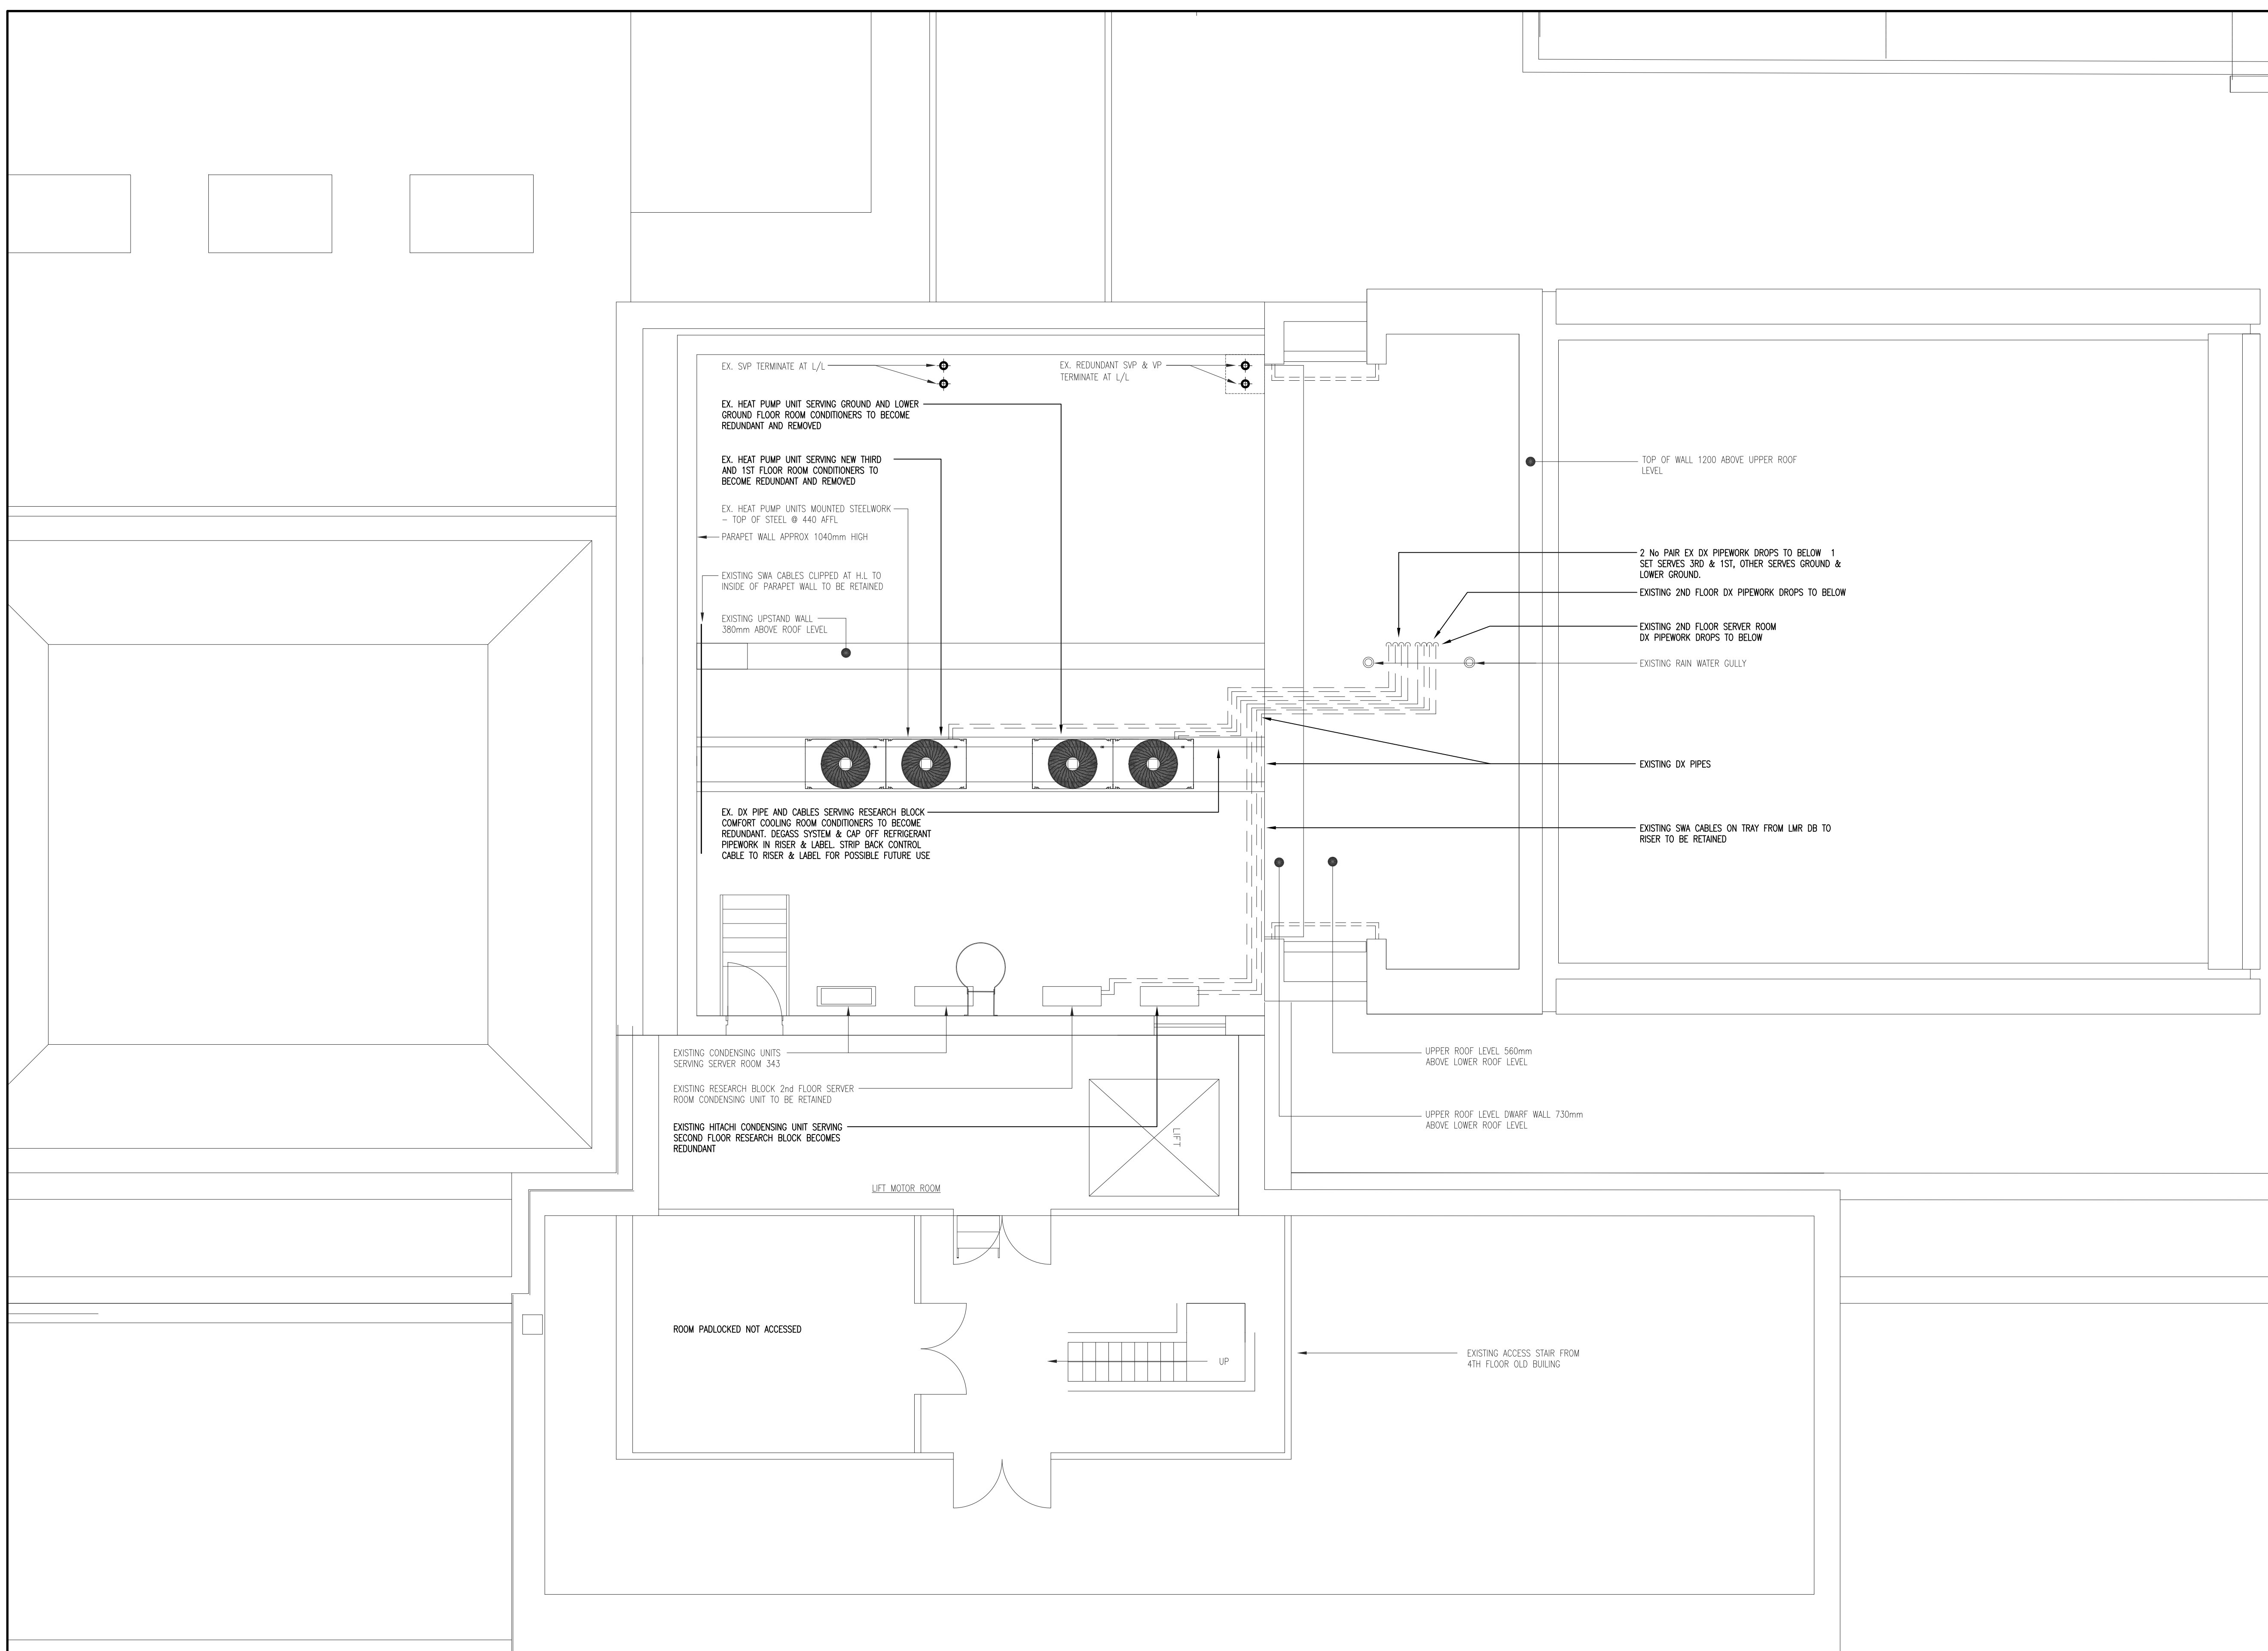 EX. SVP TERMINATE AT L/L
EX. REDUNDANT SVP & VP
TERMINATE AT L/L
EX. HEAT PUMP UNIT SERVING GROUND AND LOWER
GROUND FLOOR ROOM CONDITIONERS TO BECOME
REDUNDANT AND REMOVED
EX. HEAT PUMP UNIT SERVING NEW THIRD
AND 1ST FLOOR ROOM CONDITIONERS TO
BECOME REDUNDANT AND REMOVED
EX. HEAT PUMP UNITS MOUNTED STEELWORK
- TOP OF STEEL @ 440 AFFL
PARAPET WALL APPROX 1040mm HIGH
EXISTING SWA CABLES CLIPPED AT H.L TO
INSIDE OF PARAPET WALL TO BE RETAINED
EXISTING UPSTAND WALL
380mm ABOVE ROOF LEVEL
TOP OF WALL 1200 ABOVE UPPER ROOF
LEVEL
2 No PAIR EX DX PIPEWORK DROPS TO BELOW 1
SET SERVES 3RD & 1ST, OTHER SERVES GROUND &
LOWER GROUND.
EXISTING 2ND FLOOR DX PIPEWORK DROPS TO BELOW
EXISTING 2ND FLOOR SERVER ROOM
DX PIPEWORK DROPS TO BELOW
EXISTING RAIN WATER GULLY
EXISTING DX PIPES
EX. DX PIPE AND CABLES SERVING RESEARCH BLOCK
COMFORT COOLING ROOM CONDITIONERS TO BECOME
REDUNDANT. DEGASS SYSTEM & CAP OFF REFRIGERANT
PIPEWORK IN RISER & LABEL. STRIP BACK CONTROL
CABLE TO RISER & LABEL FOR POSSIBLE FUTURE USE
EXISTING SWA CABLES ON TRAY FROM LMR DB TO
RISER TO BE RETAINED
EXISTING CONDENSING UNITS
SERVING SERVER ROOM 343
EXISTING RESEARCH BLOCK 2nd FLOOR SERVER
ROOM CONDENSING UNIT TO BE RETAINED
EXISTING HITACHI CONDENSING UNIT SERVING
SECOND FLOOR RESEARCH BLOCK BECOMES
REDUNDANT
UPPER ROOF LEVEL 560mm
ABOVE LOWER ROOF LEVEL
UPPER ROOF LEVEL DWARF WALL 730mm
ABOVE LOWER ROOF LEVEL
LIFT
LIFT MOTOR ROOM
ROOM PADLOCKED NOT ACCESSED
UP
EXISTING ACCESS STAIR FROM
4TH FLOOR OLD BUILING